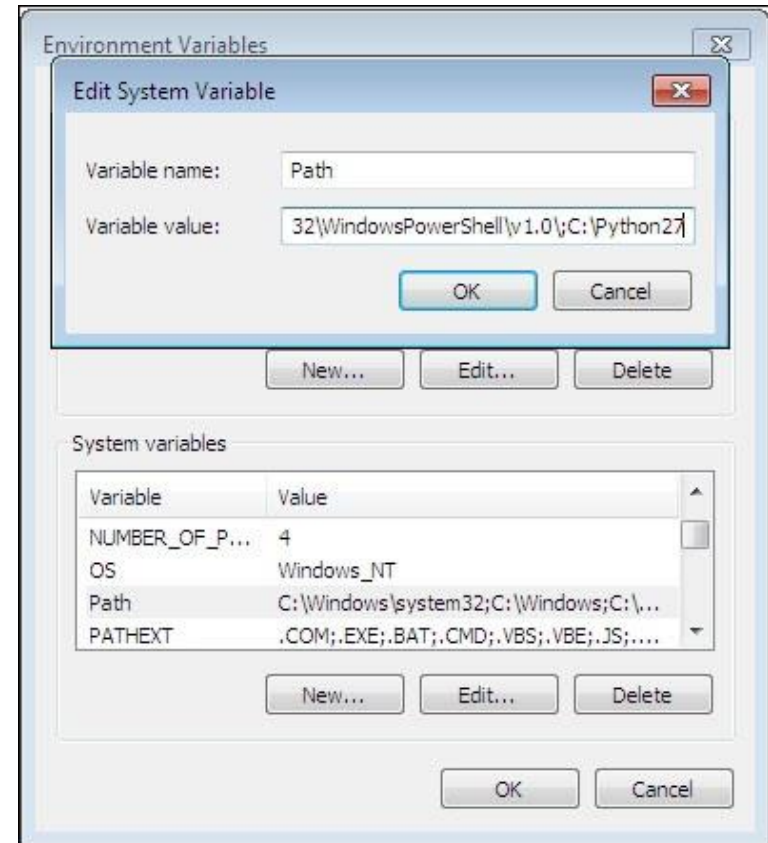 Environment Variables
Edit System Variable
Variable name: Path
Variable value: 32\WindowsPowerShell\v1.0\;C:\Python27
OK Cancel
New... Edit... Delete
System variables
Variable Value
NUMBER_OF_P... 4
OS Windows_NT
Path C:\Windows\system32;C:\Windows;C:\...
PATHEXT .COM;.EXE;.BAT;.CMD;.VBS;.VBE;.JS;....
New... Edit... Delete
OK Cancel